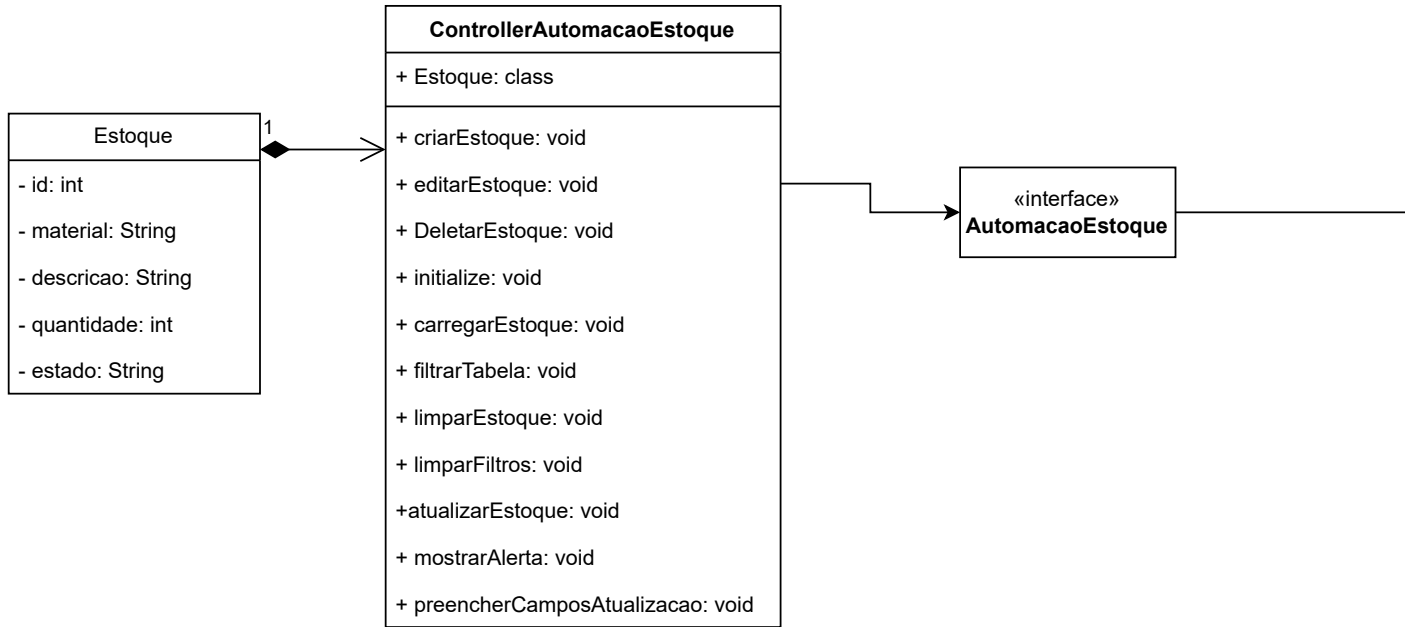 Estoque
- id: int
- material: String
- descricao: String
- quantidade: int
- estado: String
1
ControllerAutomacaoEstoque
+ Estoque: class
+ criarEstoque: void
+ editarEstoque: void
+ DeletarEstoque: void
+ initialize: void
+ carregarEstoque: void
+ filtrarTabela: void
+ limparEstoque: void
+ limparFiltros: void
+atualizarEstoque: void
+ mostrarAlerta: void
+ preencherCamposAtualizacao: void
«interface»
AutomacaoEstoque